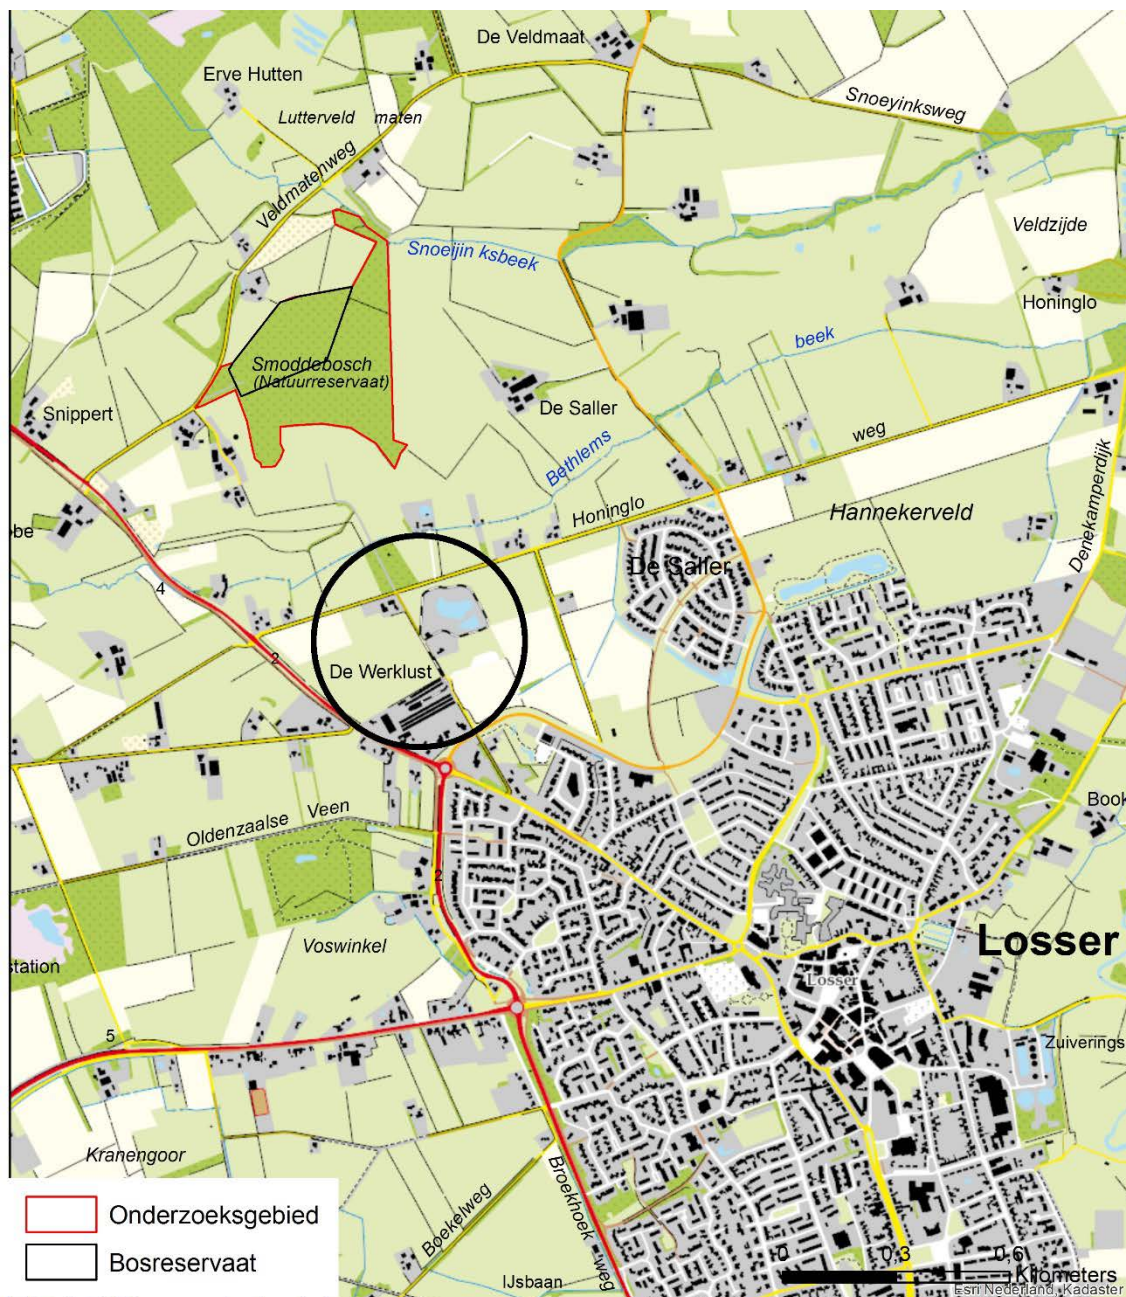 De Veldmaat
Erve Hutten
Lutterveld maten
Snoeyinksweg
Veldmatenweg
Veldzijde
Snoeijin ksbeek
Honinglo
beek
Smoddebosch
(Natuurreservaat)
Snippert
De Saller
weg
Bethlems
Honinglo
Hannekerveld
Denekamperdijk
be
De Saller
4
2
De Werklust
Oldenzaalse Veen
Book
2
Voswinkel
Losser
station
Losser
5
Zuiverings
Kranengoor
Broekhoek weg
Boekelweg
IJsbaan
Onderzoeksgebied
Bosreservaat
0 0,3 0,6
Kilometers
Esri Nederland, Kadaster